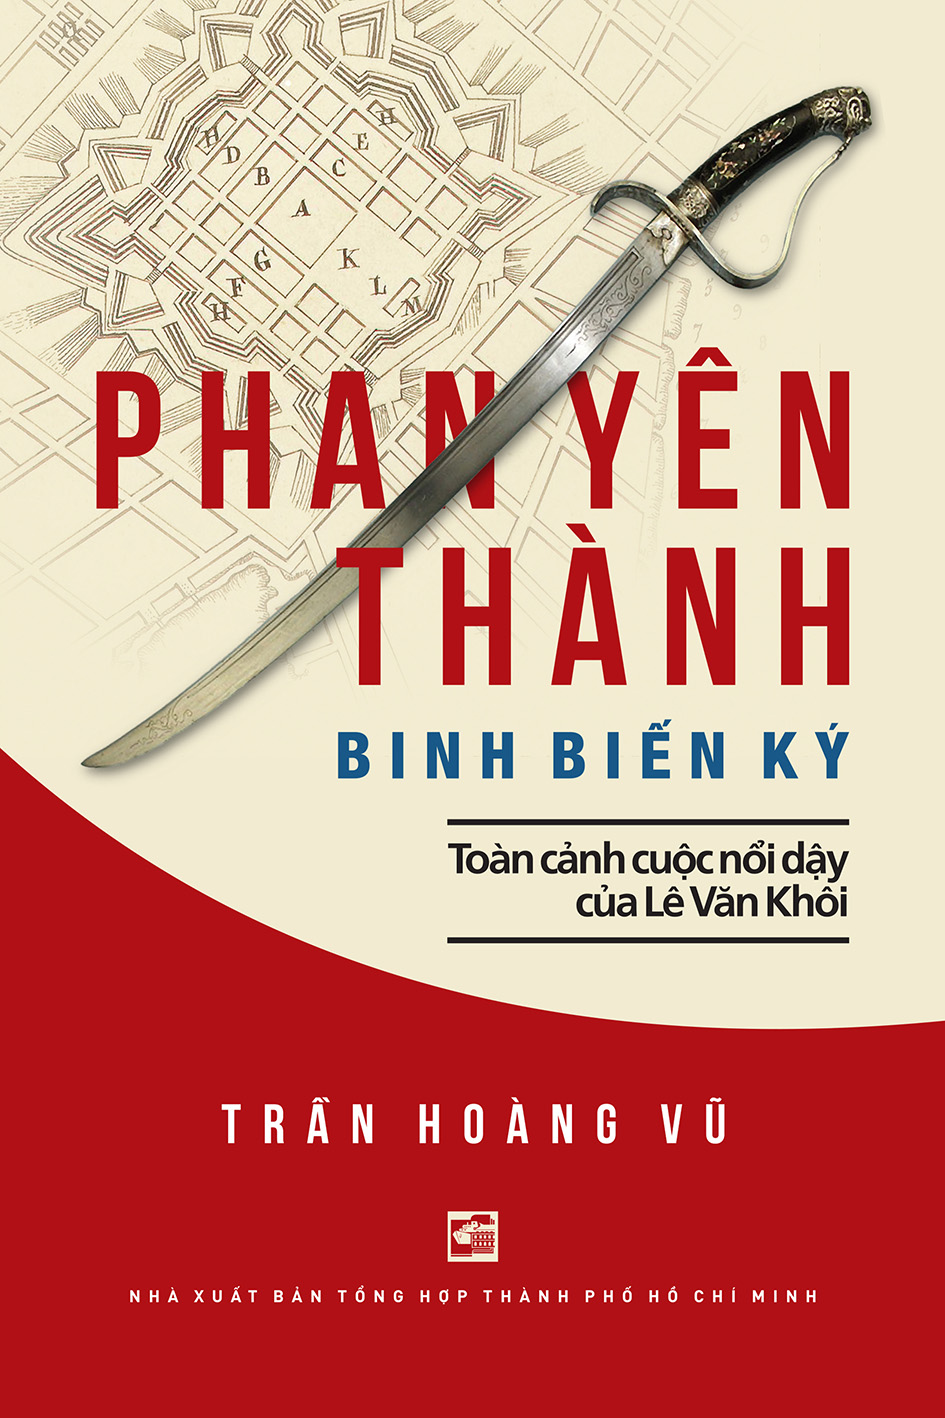 H
H
E
D
C
B
A
G
K
F
L
H
M
PHAN YÊN
THÀNH
BINH BIẾN KÝ
Toàn cảnh cuộc nổi dậy
của Lê Văn Khôi
TRẦN HOÀNG VŨ
NHÀ XUẤT BẢN TỔNG HỢP THÀNH PHỐ HỒ CHÍ MINH